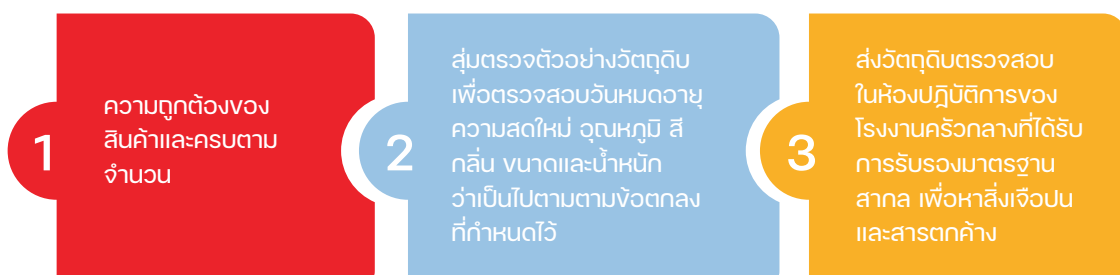 1
ความถูกต้องของ
สินค้าและครบตาม
จำนวน
2
สุ่มตรวจตัวอย่างวัตถุดิบ
เพื่อตรวจสอบวันหมดอายุ
ความสดใหม่ อุณหภูมิ สี
กลิ่น ขนาดและน้ำหนัก
ว่าเป็นไปตามตามข้อตกลง
ที่กำหนดไว้
3
ส่งวัตถุดิบตรวจสอบ
ในห้องปฎิบัติการของ
โรงงานครัวกลางที่ได้รับ
การรับรองมาตรฐาน
สากล เพื่อหาสิ่งเจือปน
และสารตกค้าง